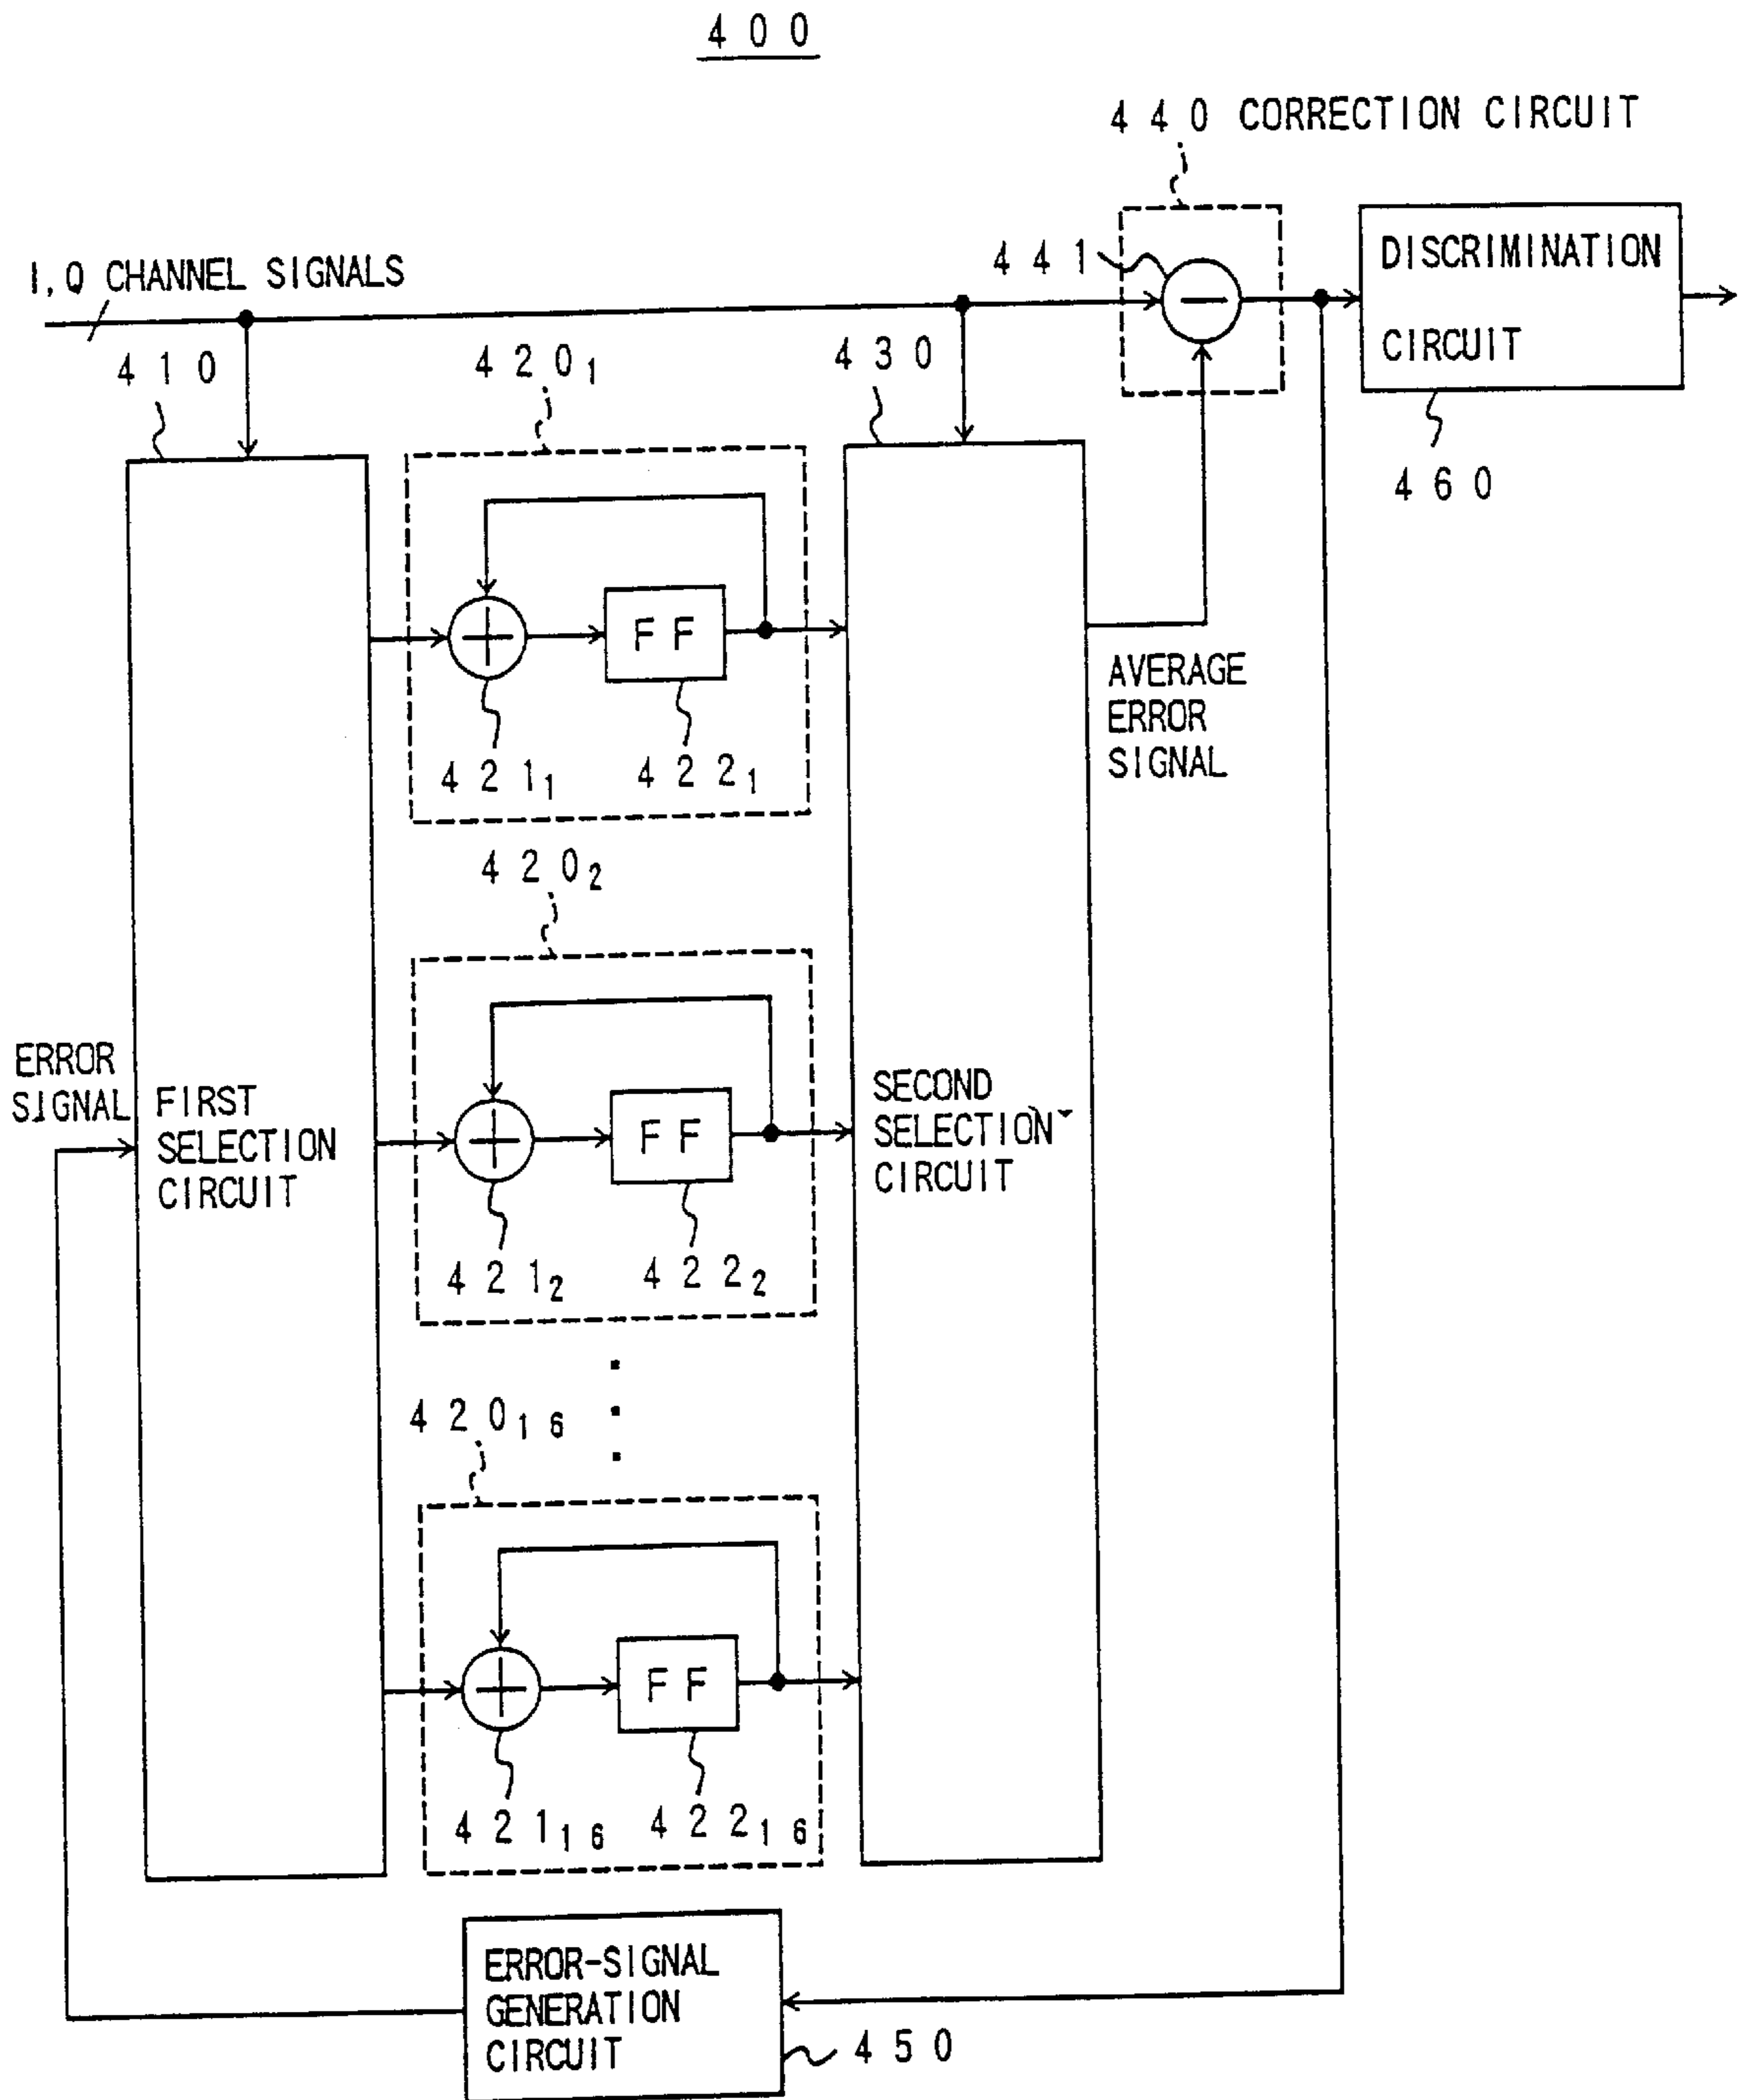 400
440 CORRECTION CIRCUIT
I,Q CHANNEL SIGNALS
441
DISCRIMINATION
CIRCUIT
410
420₁
430
460
FF
421₁
422₁
AVERAGE
ERROR
SIGNAL
420₂
ERROR
SIGNAL
FIRST
SELECTION
CIRCUIT
FF
SECOND
SELECTION
CIRCUIT
421₂
422₂
420₁₆
FF
421₁₆
422₁₆
ERROR-SIGNAL
GENERATION
CIRCUIT
450